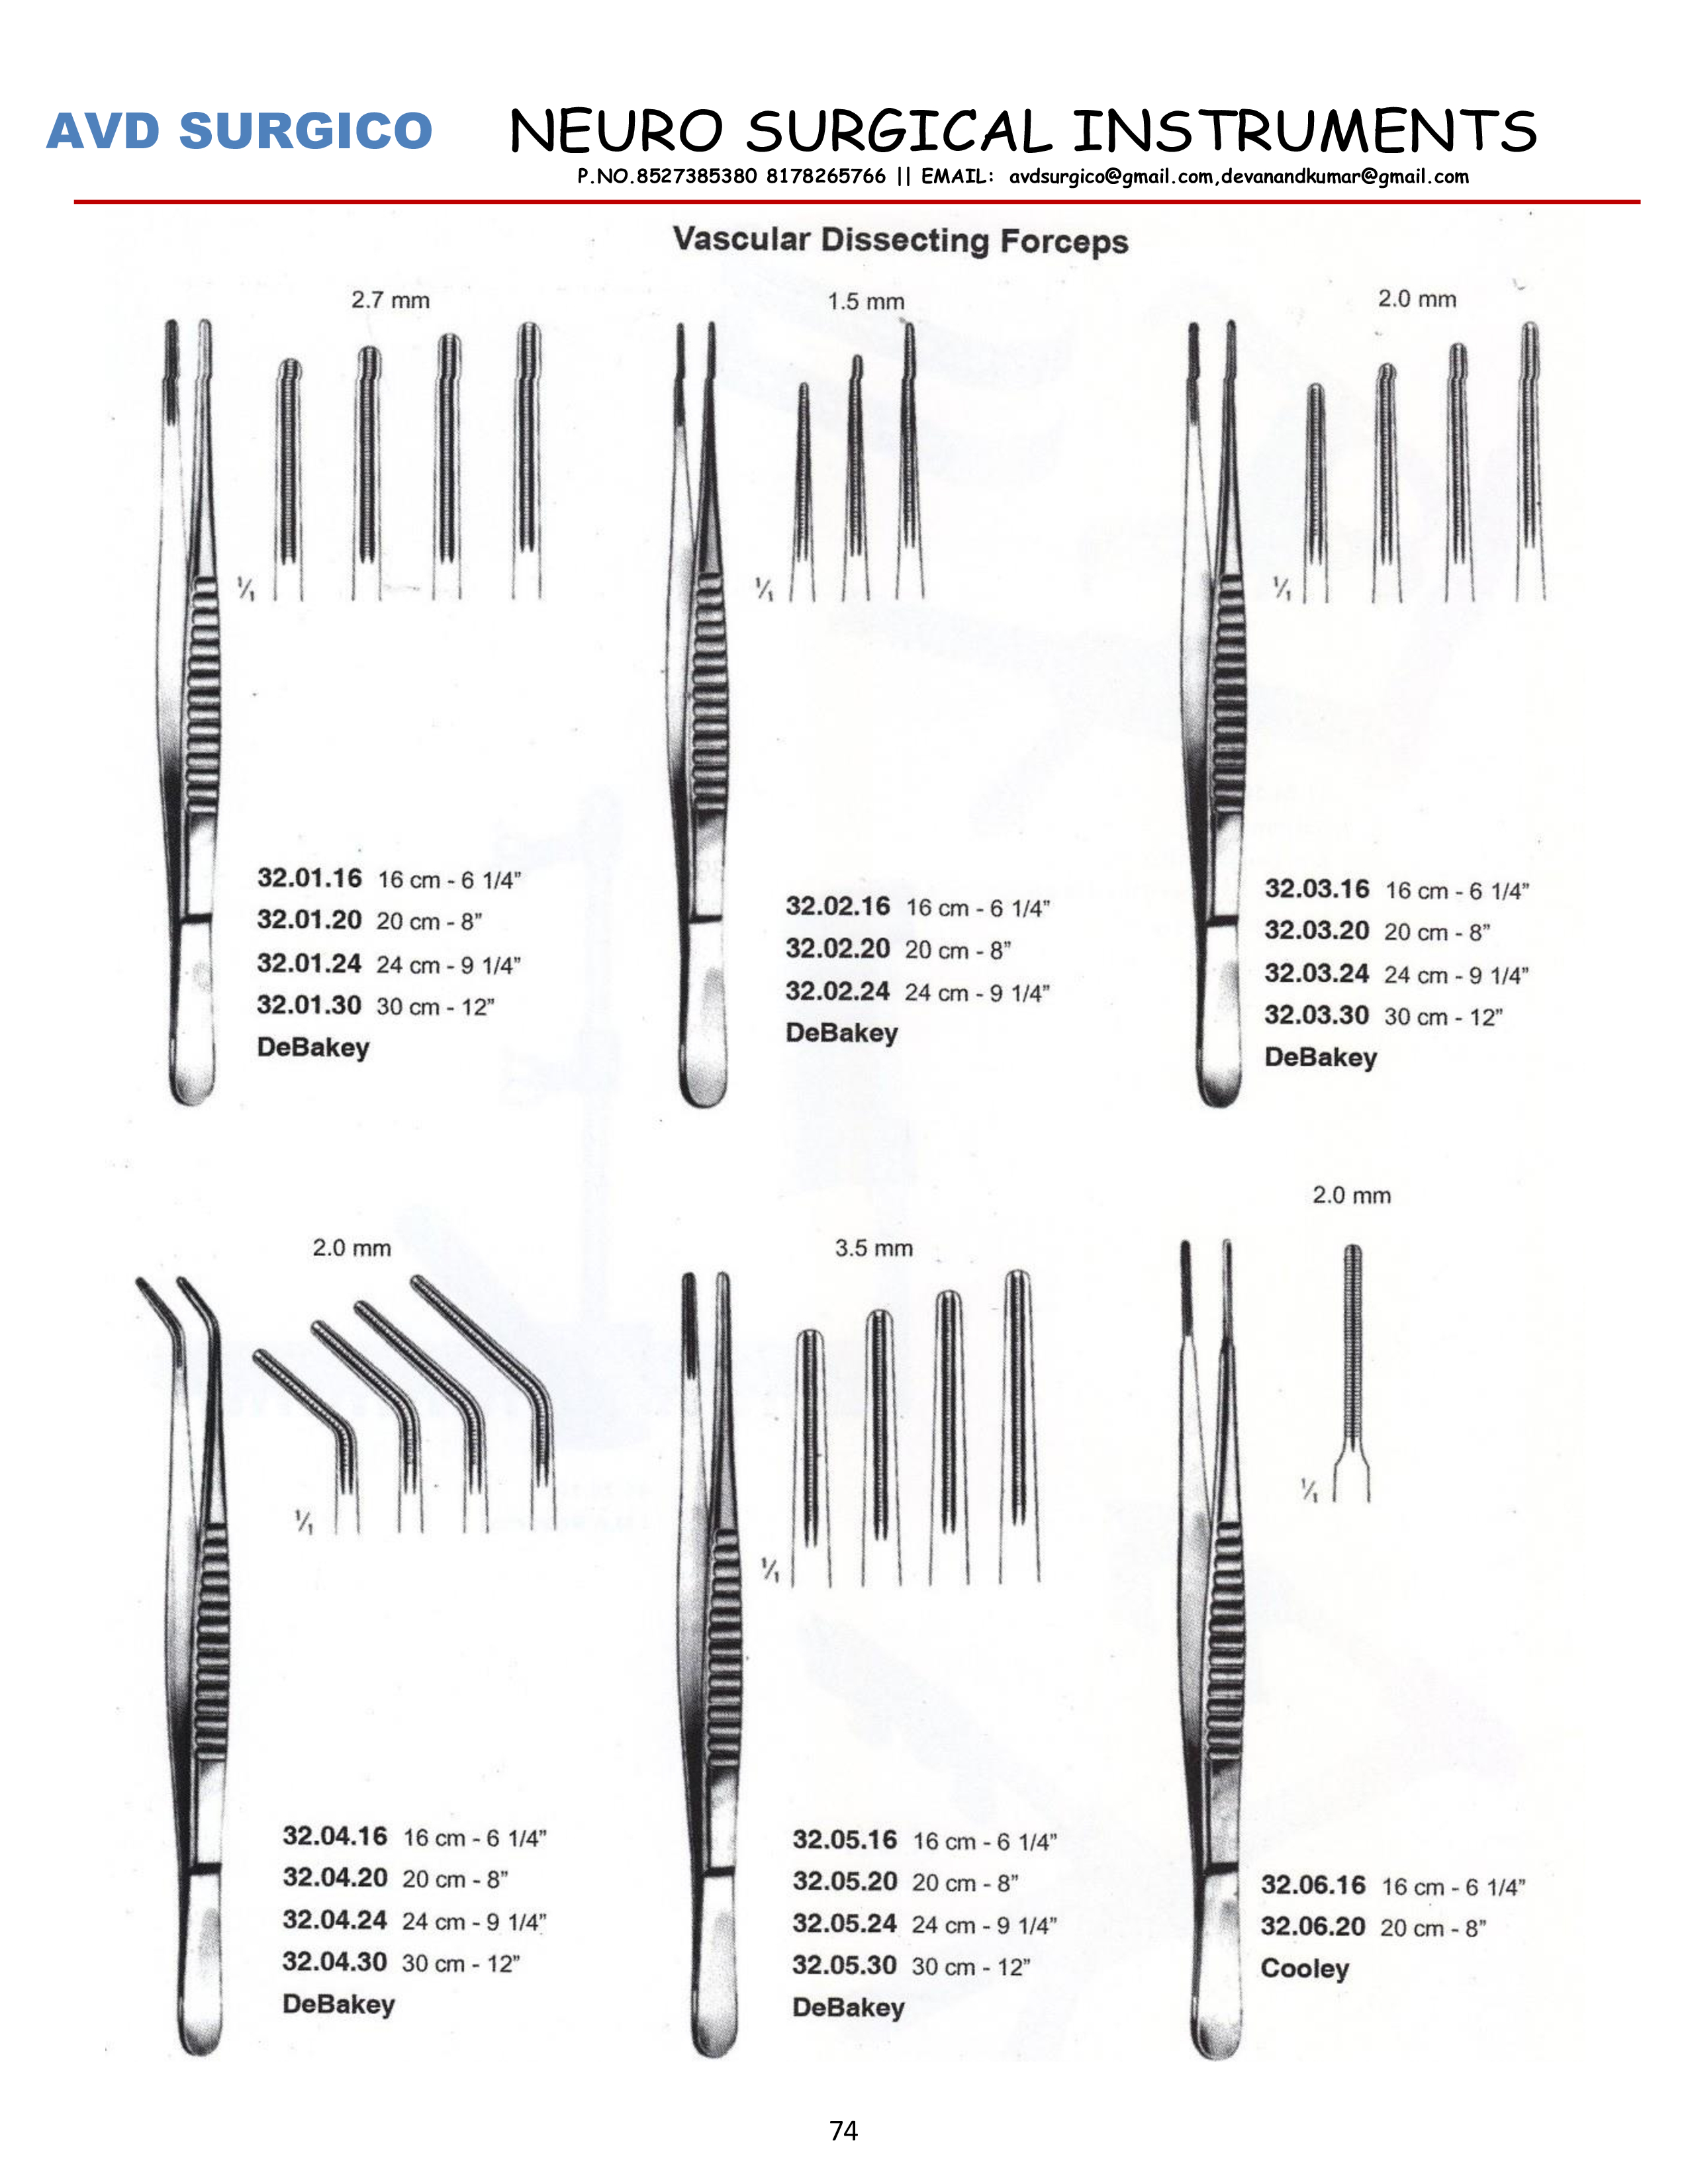 AVD SURGICO NEURO SURGICAL INSTRUMENTS
P.NO.8527385380 8178265766 || EMAIL: avdsurgico@gmail.com,devanandkumar@gmail.com
Vascular Dissecting Forceps
2.7 mm
1/1
32.01.16 16 cm - 6 1/4”
32.01.20 20 cm - 8”
32.01.24 24 cm - 9 1/4”
32.01.30 30 cm - 12”
DeBakey
1.5 mm
1/1
32.02.16 16 cm - 6 1/4”
32.02.20 20 cm - 8”
32.02.24 24 cm - 9 1/4”
DeBakey
2.0 mm
1/1
32.03.16 16 cm - 6 1/4”
32.03.20 20 cm - 8”
32.03.24 24 cm - 9 1/4”
32.03.30 30 cm - 12”
DeBakey
2.0 mm
1/1
32.04.16 16 cm - 6 1/4”
32.04.20 20 cm - 8”
32.04.24 24 cm - 9 1/4”
32.04.30 30 cm - 12”
DeBakey
3.5 mm
1/1
32.05.16 16 cm - 6 1/4”
32.05.20 20 cm - 8”
32.05.24 24 cm - 9 1/4”
32.05.30 30 cm - 12”
DeBakey
2.0 mm
1/1
32.06.16 16 cm - 6 1/4”
32.06.20 20 cm - 8”
Cooley
74